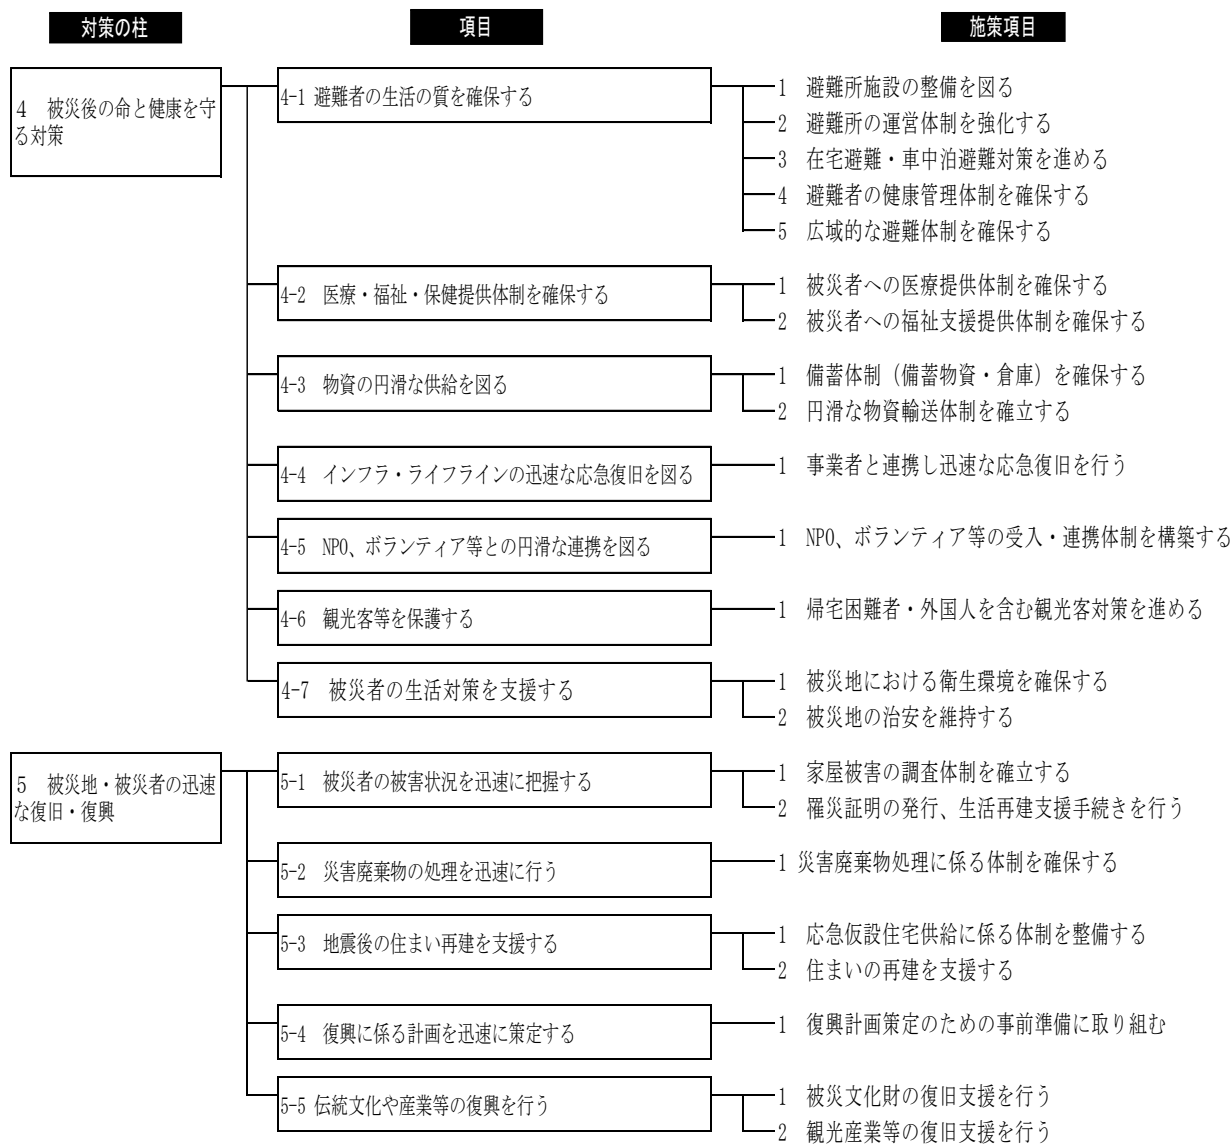 対策の柱
項目
施策項目
4 被災後の命と健康を守
る対策
4-1 避難者の生活の質を確保する
1 避難所施設の整備を図る
2 避難所の運営体制を強化する
3 在宅避難・車中泊避難対策を進める
4 避難者の健康管理体制を確保する
5 広域的な避難体制を確保する
4-2 医療・福祉・保健提供体制を確保する
1 被災者への医療提供体制を確保する
2 被災者への福祉支援提供体制を確保する
4-3 物資の円滑な供給を図る
1 備蓄体制（備蓄物資・倉庫）を確保する
2 円滑な物資輸送体制を確立する
4-4 インフラ・ライフラインの迅速な応急復旧を図る
1 事業者と連携し迅速な応急復旧を行う
4-5 NPO、ボランティア等との円滑な連携を図る
1 NPO、ボランティア等の受入・連携体制を構築する
4-6 観光客等を保護する
1 帰宅困難者・外国人を含む観光客対策を進める
4-7 被災者の生活対策を支援する
1 被災地における衛生環境を確保する
2 被災地の治安を維持する
5 被災地・被災者の迅速
な復旧・復興
5-1 被災者の被害状況を迅速に把握する
1 家屋被害の調査体制を確立する
2 罹災証明の発行、生活再建支援手続きを行う
5-2 災害廃棄物の処理を迅速に行う
1 災害廃棄物処理に係る体制を確保する
5-3 地震後の住まい再建を支援する
1 応急仮設住宅供給に係る体制を整備する
2 住まいの再建を支援する
5-4 復興に係る計画を迅速に策定する
1 復興計画策定のための事前準備に取り組む
5-5 伝統文化や産業等の復興を行う
1 被災文化財の復旧支援を行う
2 観光産業等の復旧支援を行う